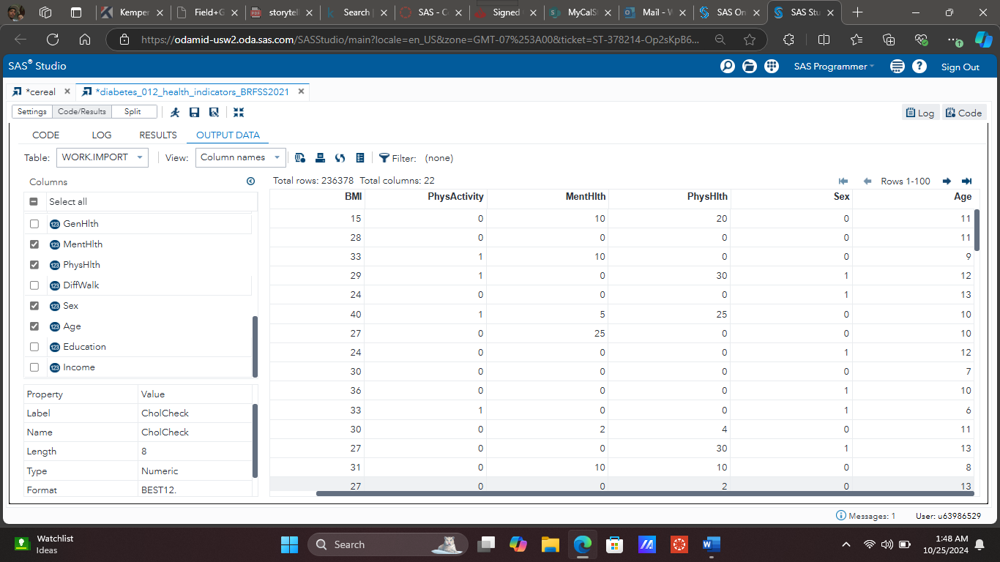 Kemper
Field+G
storytell
Search |
SAS - C
Signed
MyCalSt
Mail - W
SAS On
SAS Stu
https://odamid-usw2.oda.sas.com/SASStudio/main?locale=en_US&zone=GMT-07%253A00&ticket=ST-378214-Op2sKpB6...
SAS® Studio
SAS Programmer
Sign Out
*cereal
*diabetes_012_health_indicators_BRFSS2021
Settings Code/Results Split
Log Code
CODE LOG RESULTS OUTPUT DATA
Table: WORK.IMPORT View: Column names Filter: (none)
Columns
Total rows: 236378 Total columns: 22
Rows 1-100
Select all
GenHlth
MentHlth
PhysHlth
DiffWalk
Sex
Age
Education
Income
Property Value
Label CholCheck
Name CholCheck
Length 8
Type Numeric
Format BEST12.
BMI PhysActivity MentHlth PhysHlth Sex Age
15 0 10 20 0 11
28 0 0 0 0 11
33 1 10 0 0 9
29 1 0 30 1 12
24 0 0 0 1 13
40 1 5 25 0 10
27 0 25 0 0 10
24 0 0 0 1 12
30 0 0 0 0 7
36 0 0 0 1 10
33 1 0 0 1 6
30 0 2 4 0 11
27 0 0 30 1 13
31 0 10 10 0 8
27 0 0 2 0 13
Messages: 1 User: u63986529
Watchlist
Ideas
Search
1:48 AM
10/25/2024